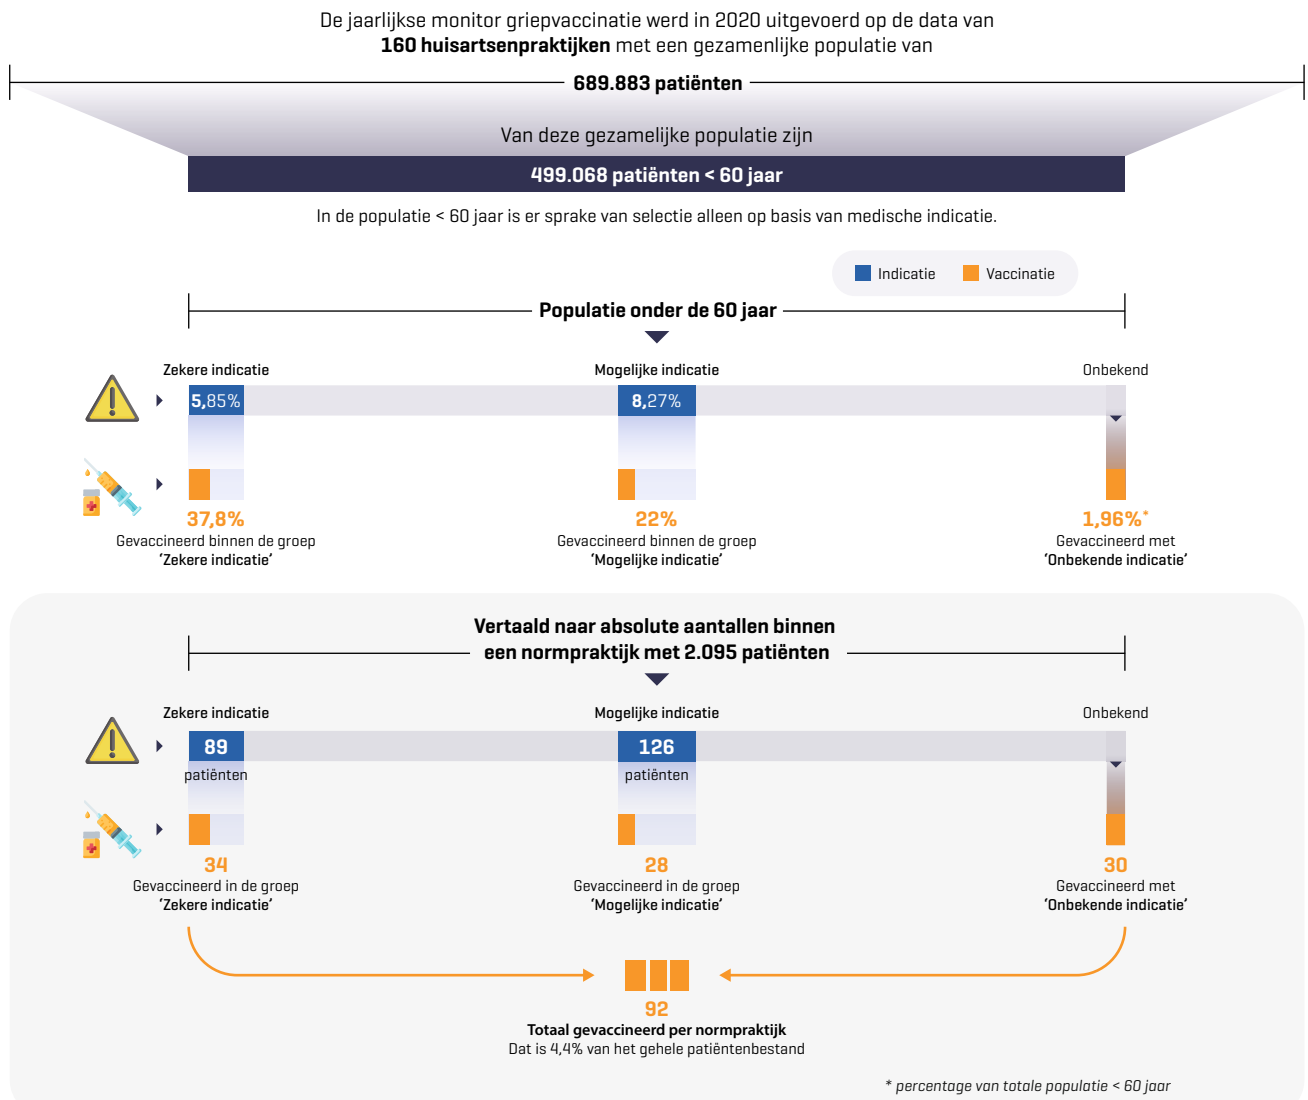 De jaarlijkse monitor griepvaccinatie werd in 2020 uitgevoerd op de data van
160 huisartsenpraktijken met een gezamenlijke populatie van
689.883 patiënten
Van deze gezamelijke populatie zijn
499.068 patiënten < 60 jaar
In de populatie < 60 jaar is er sprake van selectie alleen op basis van medische indicatie.
Indicatie Vaccinatie
Populatie onder de 60 jaar
Zekere indicatie Mogelijke indicatie Onbekend
5,85% 8,27%
37,8% 22% 1,96%*
Gevaccineerd binnen de groep Gevaccineerd binnen de groep Gevaccineerd met
‘Zekere indicatie’ ‘Mogelijke indicatie’ ‘Onbekende indicatie’
Vertaald naar absolute aantallen binnen
een normpraktijk met 2.095 patiënten
Zekere indicatie Mogelijke indicatie Onbekend
89 126
patiënten patiënten
34 28 30
Gevaccineerd in de groep Gevaccineerd in de groep Gevaccineerd met
‘Zekere indicatie’ ‘Mogelijke indicatie’ ‘Onbekende indicatie’
92
Totaal gevaccineerd per normpraktijk
Dat is 4,4% van het gehele patiëntenbestand
* percentage van totale populatie < 60 jaar